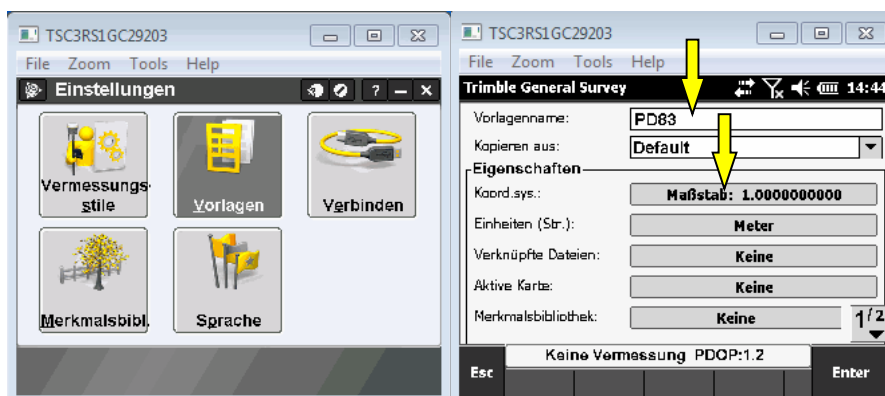 TSC3RS1GC29203
File Zoom Tools Help
Einstellungen
Vermessungs-
stile
Vorlagen
Verbinden
Merkmalsbibl.
Sprache
TSC3RS1GC29203
File Zoom Tools Help
Trimble General Survey 14:44
Vorlagenname: PD83
Kopieren aus: Default
Eigenschaften
Koord.sys.: Maßstab: 1.0000000000
Einheiten (Str.): Meter
Verknüpfte Dateien: Keine
Aktive Karte: Keine
Merkmalsbibliothek: Keine
1/2
Keine Vermessung PDOP:1.2
Esc Enter